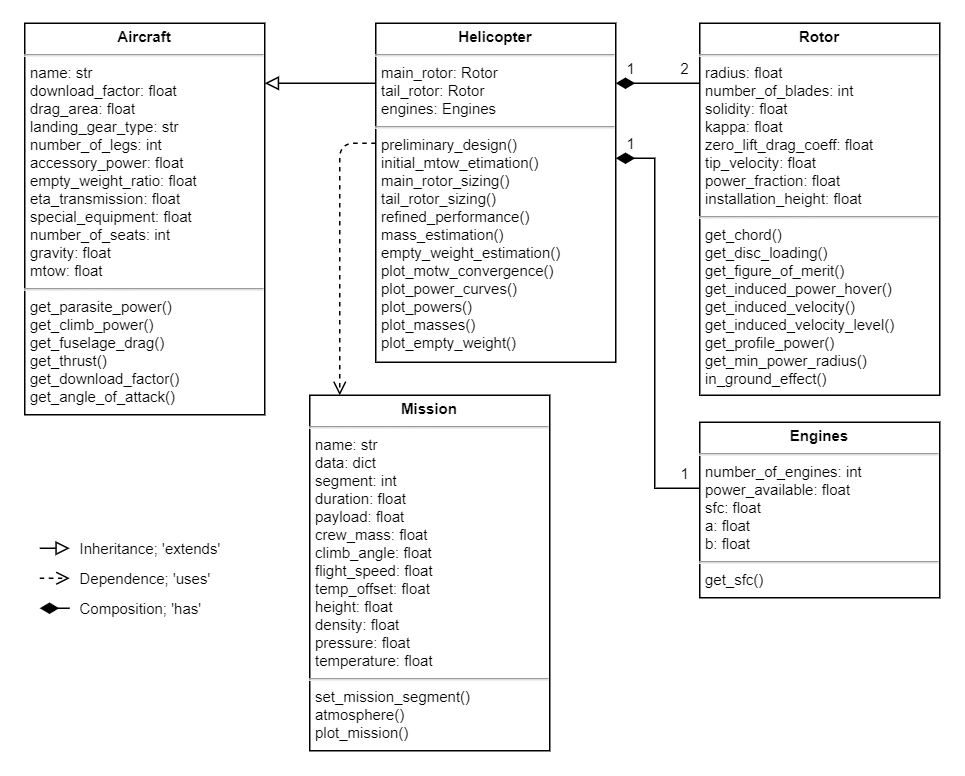 Aircraft
name: str
download_factor: float
drag_area: float
landing_gear_type: str
number_of_legs: int
accessory_power: float
empty_weight_ratio: float
eta_transmission: float
special_equipment: float
number_of_seats: int
gravity: float
mtow: float
get_parasite_power()
get_climb_power()
get_fuselage_drag()
get_thrust()
get_download_factor()
get_angle_of_attack()
Helicopter
main_rotor: Rotor
tail_rotor: Rotor
engines: Engines
preliminary_design()
initial_mtow_etimation()
main_rotor_sizing()
tail_rotor_sizing()
refined_performance()
mass_estimation()
empty_weight_estimation()
plot_motw_convergence()
plot_power_curves()
plot_powers()
plot_masses()
plot_empty_weight()
1
2
1
1
Rotor
radius: float
number_of_blades: int
solidity: float
kappa: float
zero_lift_drag_coeff: float
tip_velocity: float
power_fraction: float
installation_height: float
get_chord()
get_disc_loading()
get_figure_of_merit()
get_induced_power_hover()
get_induced_velocity()
get_induced_velocity_level()
get_profile_power()
get_min_power_radius()
in_ground_effect()
Mission
name: str
data: dict
segment: int
duration: float
payload: float
crew_mass: float
climb_angle: float
flight_speed: float
temp_offset: float
height: float
density: float
pressure: float
temperature: float
set_mission_segment()
atmosphere()
plot_mission()
Engines
number_of_engines: int
power_available: float
sfc: float
a: float
b: float
get_sfc()
Inheritance; 'extends'
Dependence; 'uses'
Composition; 'has'